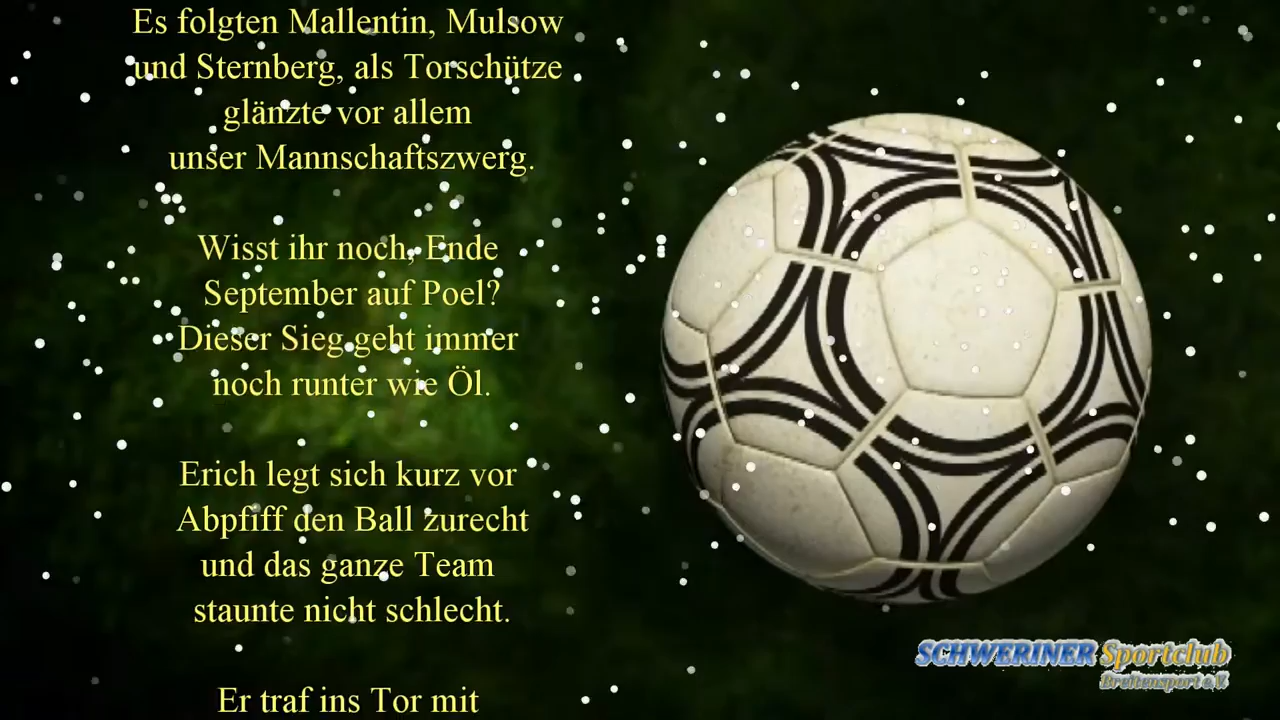 Es folgten Mallentin, Mulsow
und Sternberg, als Torschütze
glänzte vor allem
unser Mannschaftszwerg.
Wisst ihr noch, Ende
September auf Poel?
Dieser Sieg geht immer
noch runter wie Öl.
Erich legt sich kurz vor
Abpfiff den Ball zurecht
und das ganze Team
staunte nicht schlecht.
Er traf ins Tor mit
SCHWERINER Sportclub
Breitensport e.V.